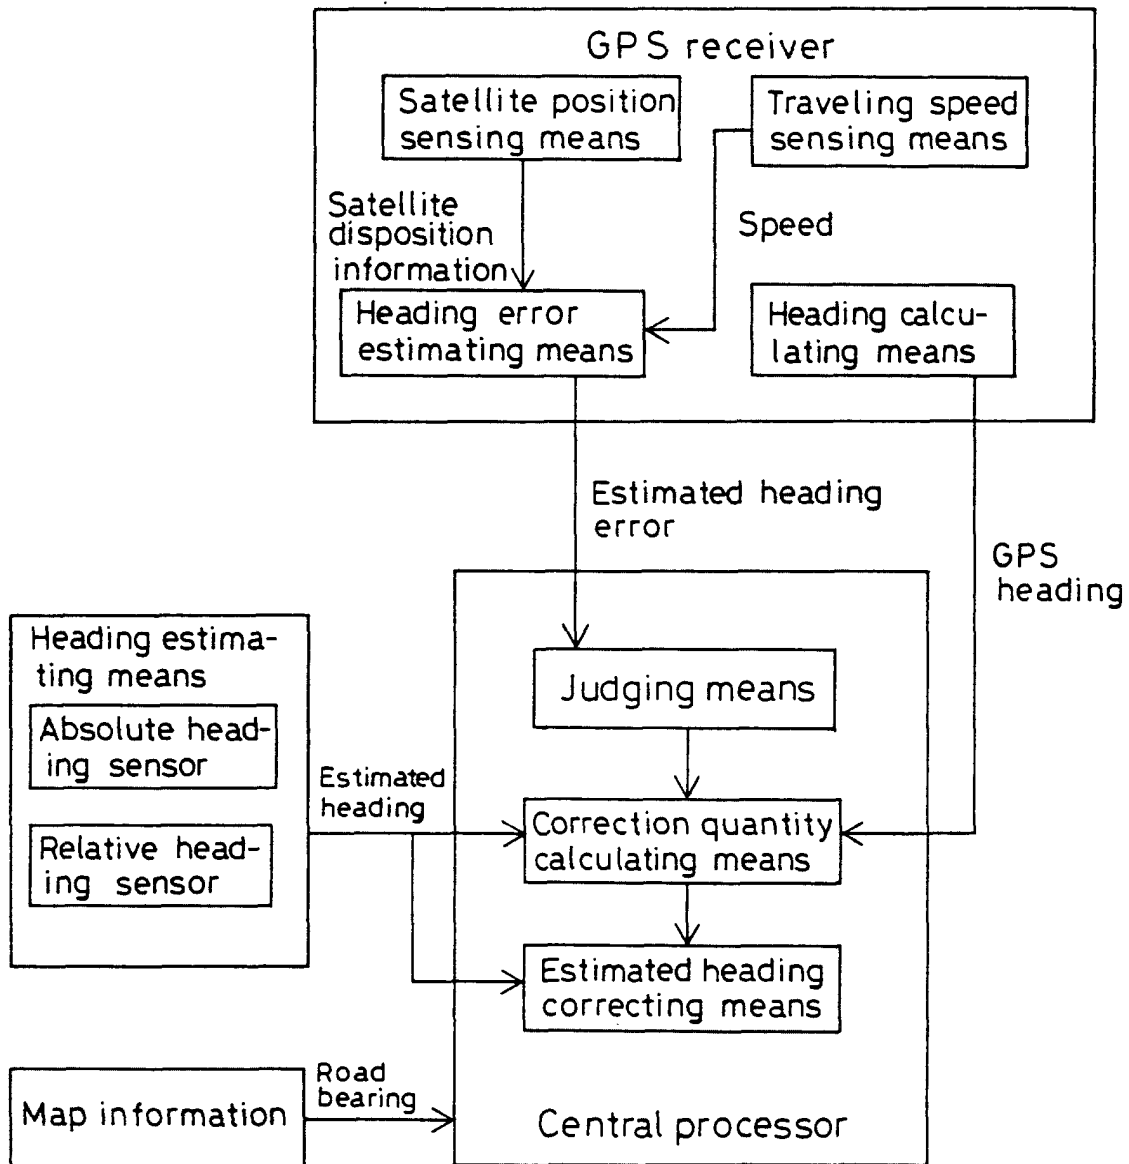 GPS receiver
Satellite position
sensing means
Traveling speed
sensing means
Satellite
disposition
information
Speed
Heading error
estimating means
Heading calcu-
lating means
Estimated heading
error
GPS
heading
Heading estima-
ting means
Absolute head-
ing sensor
Relative head-
ing sensor
Estimated
heading
Judging means
Correction quantity
calculating means
Estimated heading
correcting means
Map information
Road
bearing
Central processor